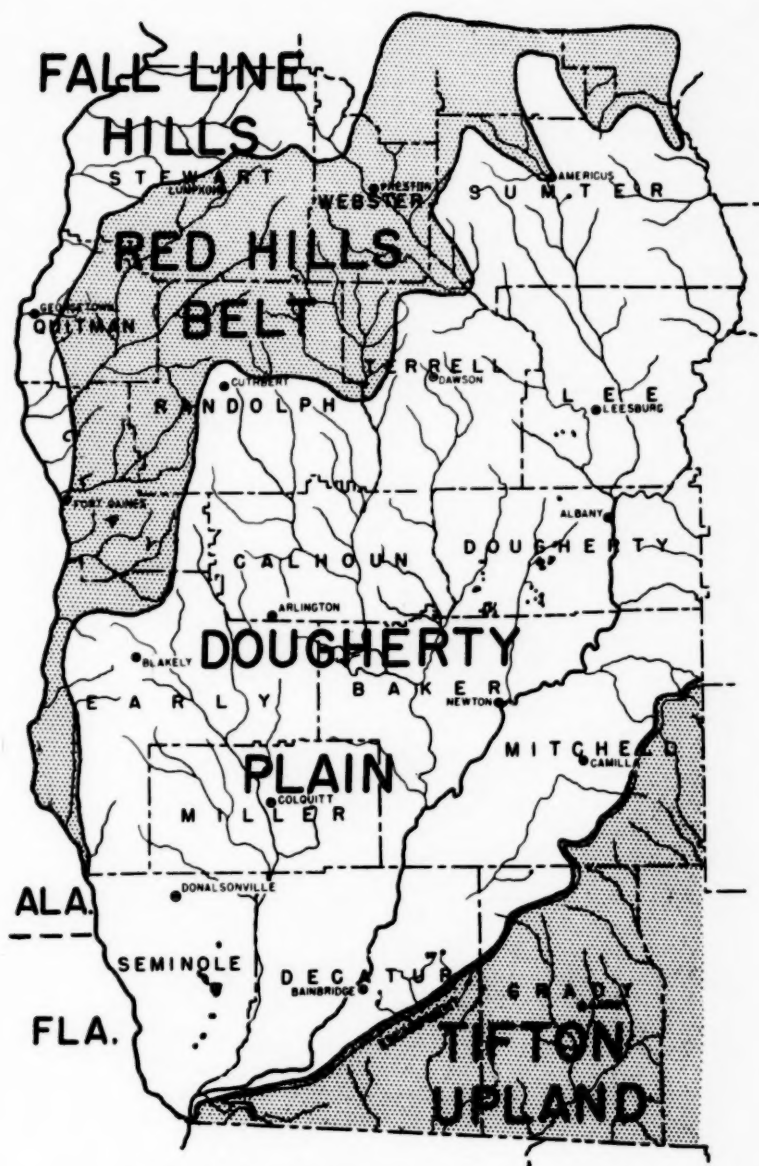 FALL LINE
HILLS
STEWART
LUMPKIN
PRESTON
WEBSTER
AMERICUS
SUMTER
RED HILLS
BELT
GEORGETOWN
QUITMAN
TERRELL
DAWSON
CUTHBERT
RANDOLPH
LEE
LEESBURG
FORT GAINES
ALBANY
CALHOUN
DOUGHERTY
ARLINGTON
DOUGHERTY
BLAKELY
EARLY
BAKER
NEWTON
MITCHELL
CAMILLA
PLAIN
COLQUITT
MILLER
ALA.
DONALSONVILLE
SEMINOLE
DECATUR
BAINBRIDGE
GRADY
FLA.
TIFTON
UPLAND